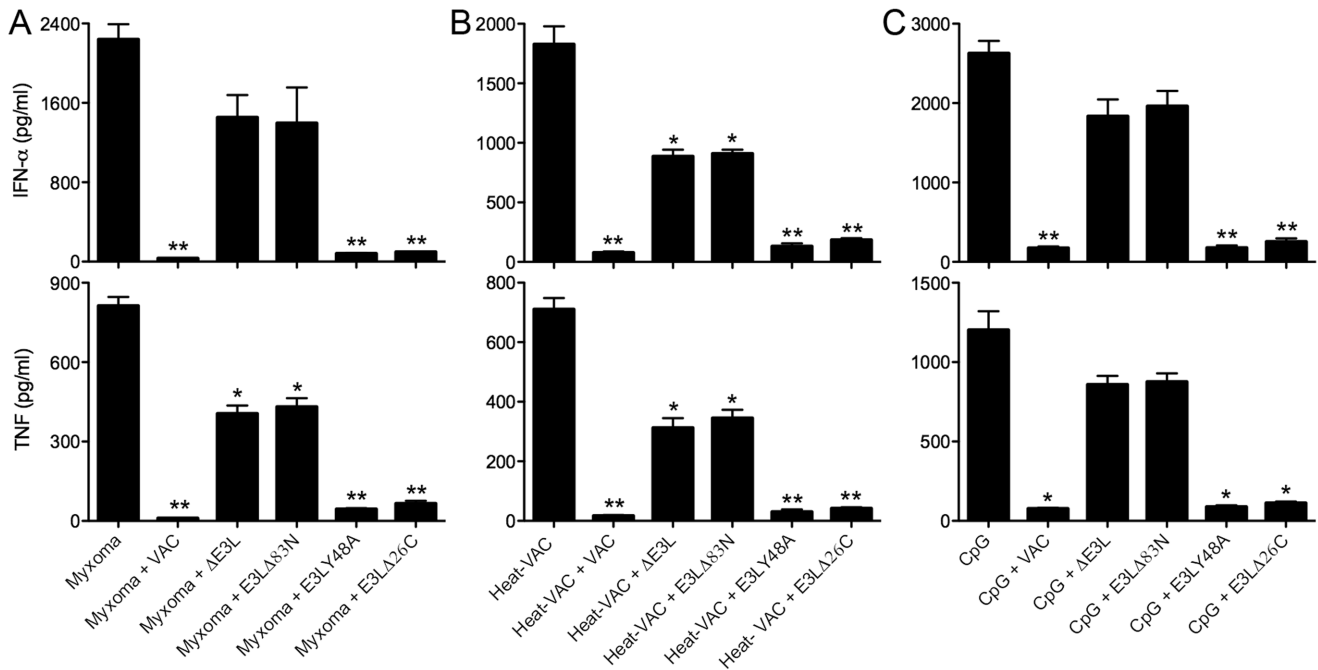 A
B
C
IFN-α (pg/ml)
2400
1600
800
0
**
**
**
2000
1500
1000
500
0
**
*
*
**
**
3000
2000
1000
0
**
**
**
TNF (pg/ml)
900
600
300
0
**
*
*
**
**
800
600
400
200
0
**
*
*
**
**
1500
1000
500
0
*
*
*
Myxoma
Myxoma + VAC
Myxoma + ΔE3L
Myxoma + E3LΔ83N
Myxoma + E3LY48A
Myxoma + E3LΔ26C
Heat-VAC
Heat-VAC + VAC
Heat-VAC + ΔE3L
Heat-VAC + E3LΔ83N
Heat-VAC + E3LY48A
Heat- VAC + E3LΔ26C
CpG
CpG + VAC
CpG + ΔE3L
CpG + E3LΔ83N
CpG + E3LY48A
CpG + E3LΔ26C